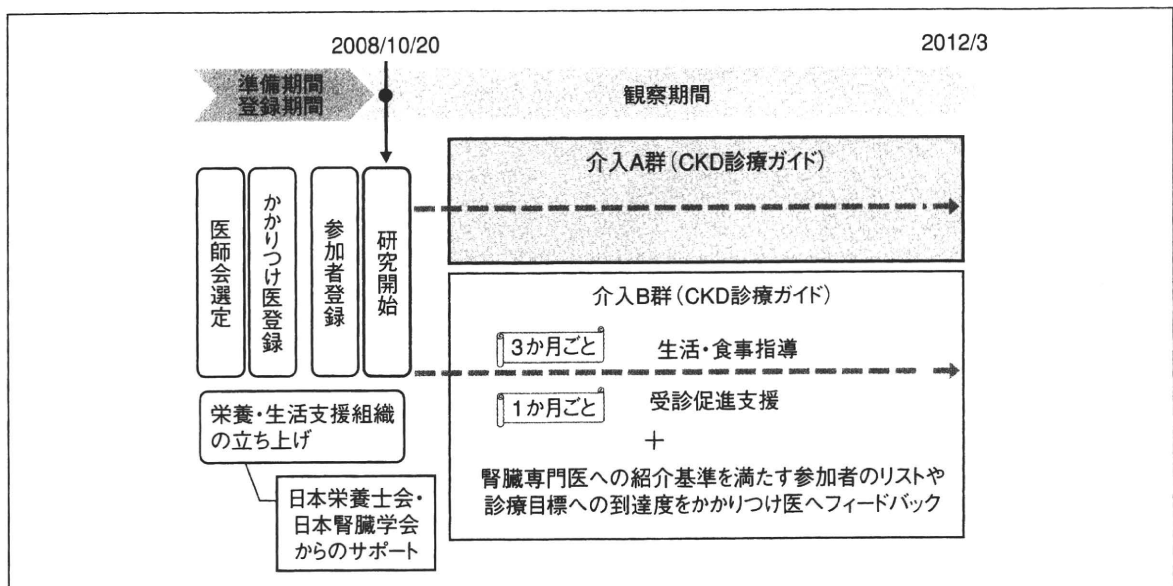 2008/10/20
2012/3
準備期間
登録期間
観察期間
医師会選定
かかりつけ医登録
参加者登録
研究開始
介入A群(CKD診療ガイド)
介入B群(CKD診療ガイド)
3か月ごと
生活・食事指導
1か月ごと
受診促進支援
+
腎臓専門医への紹介基準を満たす参加者のリストや
診療目標への到達度をかかりつけ医へフィードバック
栄養・生活支援組織
の立ち上げ
日本栄養士会・
日本腎臓学会
からのサポート